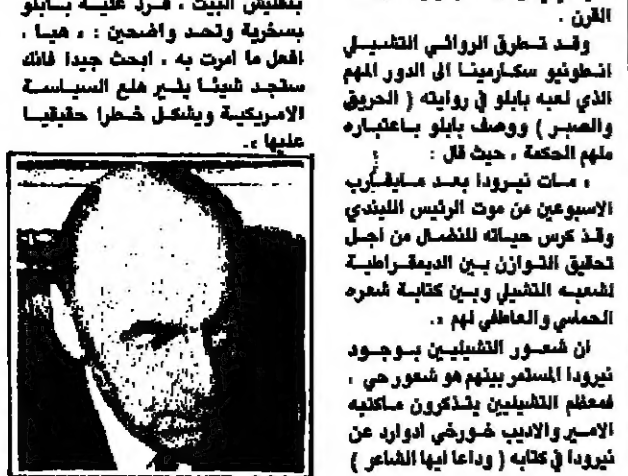 القرن .
وقد تطرق الروائي التشيلي
انطونيو سكارمينا الى الدور المهم
الذي لعبه بابلو في روايته ( الحريق
والصبر ) ووصف بابلو باعتباره
ملهم الحكمة ، حيث قال :
« مات نيرودا بعد مايقارب
الاسبوعين من موت الرئيس الليندي
وقد كرس حياته للنضال من اجل
تحقيق التوازن بين الديمقراطية
لشعبه التشيلي وبين كتابة شعره
الحماسي والعاطفي لهم ».
ان شعور التشيليين بوجود
نيرودا المستمر بينهم هو شعور حي ،
فمعظم التشيليين يتذكرون ماكتبه
الامير والاديب خورخي ادوارد عن
نيرودا في كتابه ( وداعا ايها الشاعر )
بتفتيش البيت ، فرد عليه بابلو
بسخرية وتحد واضحين : « هيا ،
افعل ما امرت به ، ابحث جيدا فانك
ستجد شيئا يثير هلع السياسة
الامريكية ويشكل خطرا حقيقيا
عليها ».